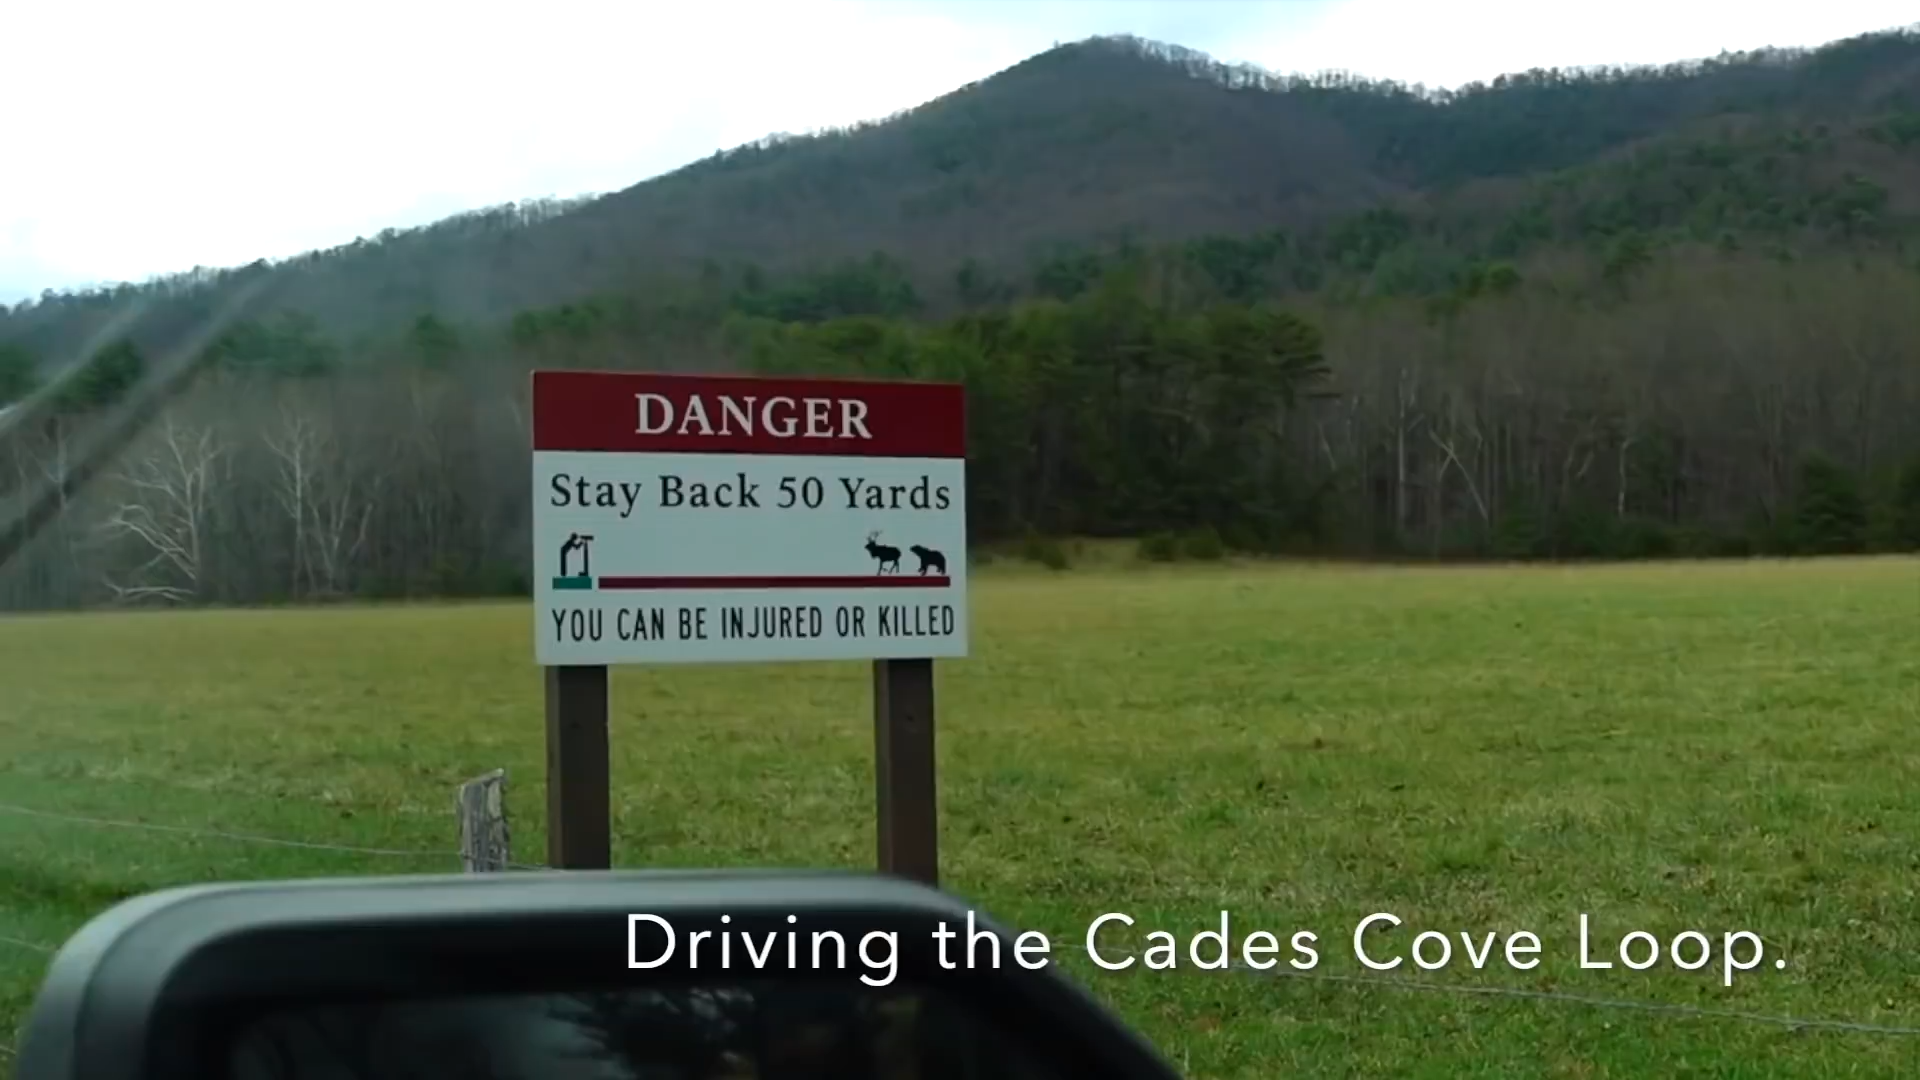 DANGER
Stay Back 50 Yards
YOU CAN BE INJURED OR KILLED
Driving the Cades Cove Loop.